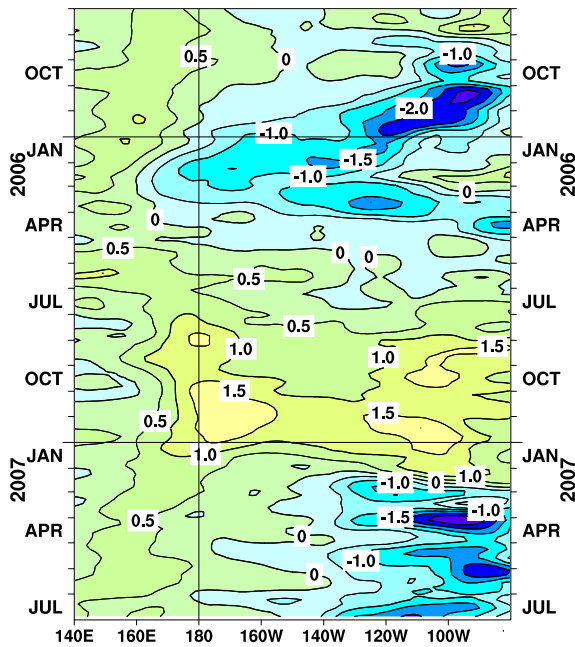 0.5 0 -1.0
OCT OCT
-2.0
-1.0
JAN -1.5 JAN
2006 -1.0 0 2006
APR 0 APR
0.5 0 0
0.5
JUL JUL
0.5
1.0 1.0 1.5
OCT 1.5 OCT
0.5 1.5
JAN 1.0 JAN
2007 -1.0 0 1.0 2007
0.5 -1.5 -1.0
APR 0 APR
-1.0
0
JUL JUL
140E 160E 180 160W 140W 120W 100W